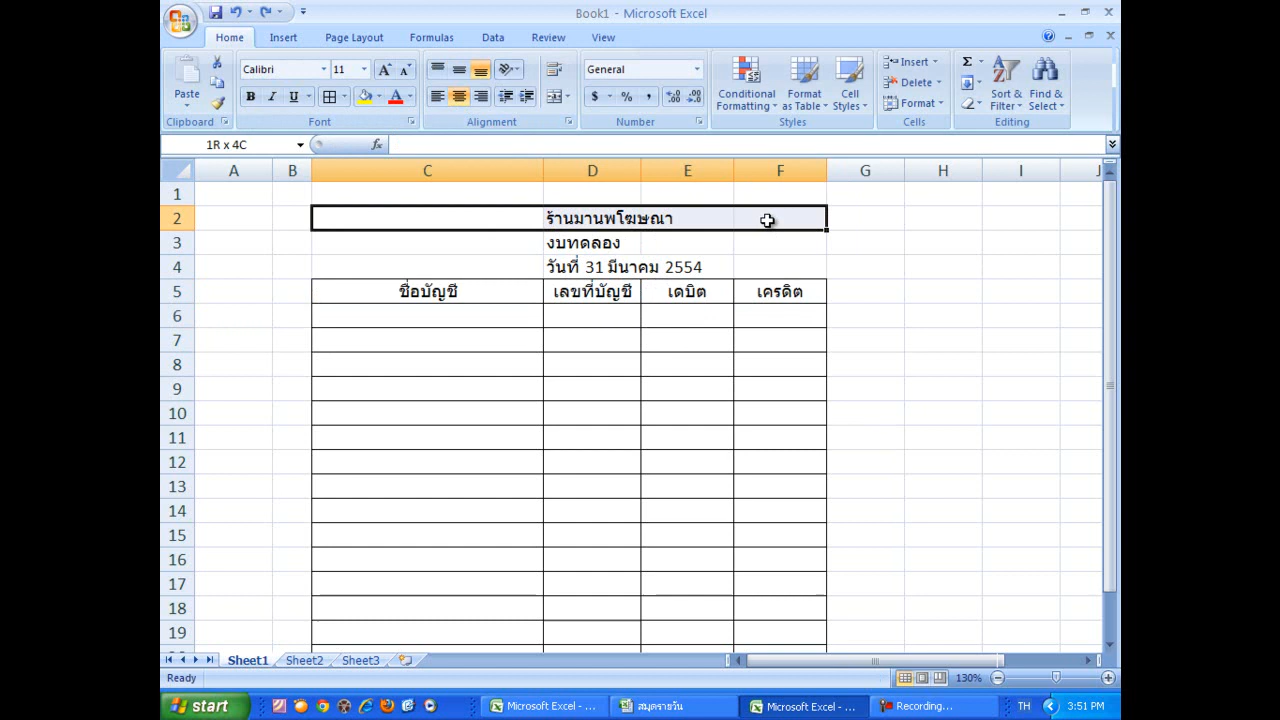 Book1 - Microsoft Excel
Home Insert Page Layout Formulas Data Review View
Calibri 11 General Insert
Paste B I U $ % , Conditional Formatting Format as Table Cell Styles Delete Sort & Filter Find & Select
Format
Clipboard Font Alignment Number Styles Cells Editing
1R x 4C fx
A B C D E F G H I J
1
2 ร้านมานพโฆษณา
3 งบทดลอง
4 วันที่ 31 มีนาคม 2554
5 ชื่อบัญชี เลขที่บัญชี เดบิต เครดิต
6
7
8
9
10
11
12
13
14
15
16
17
18
19
Sheet1 Sheet2 Sheet3
Ready 130%
start Microsoft Excel - ... สมุดรายวัน Microsoft Excel - ... Recording... TH 3:51 PM